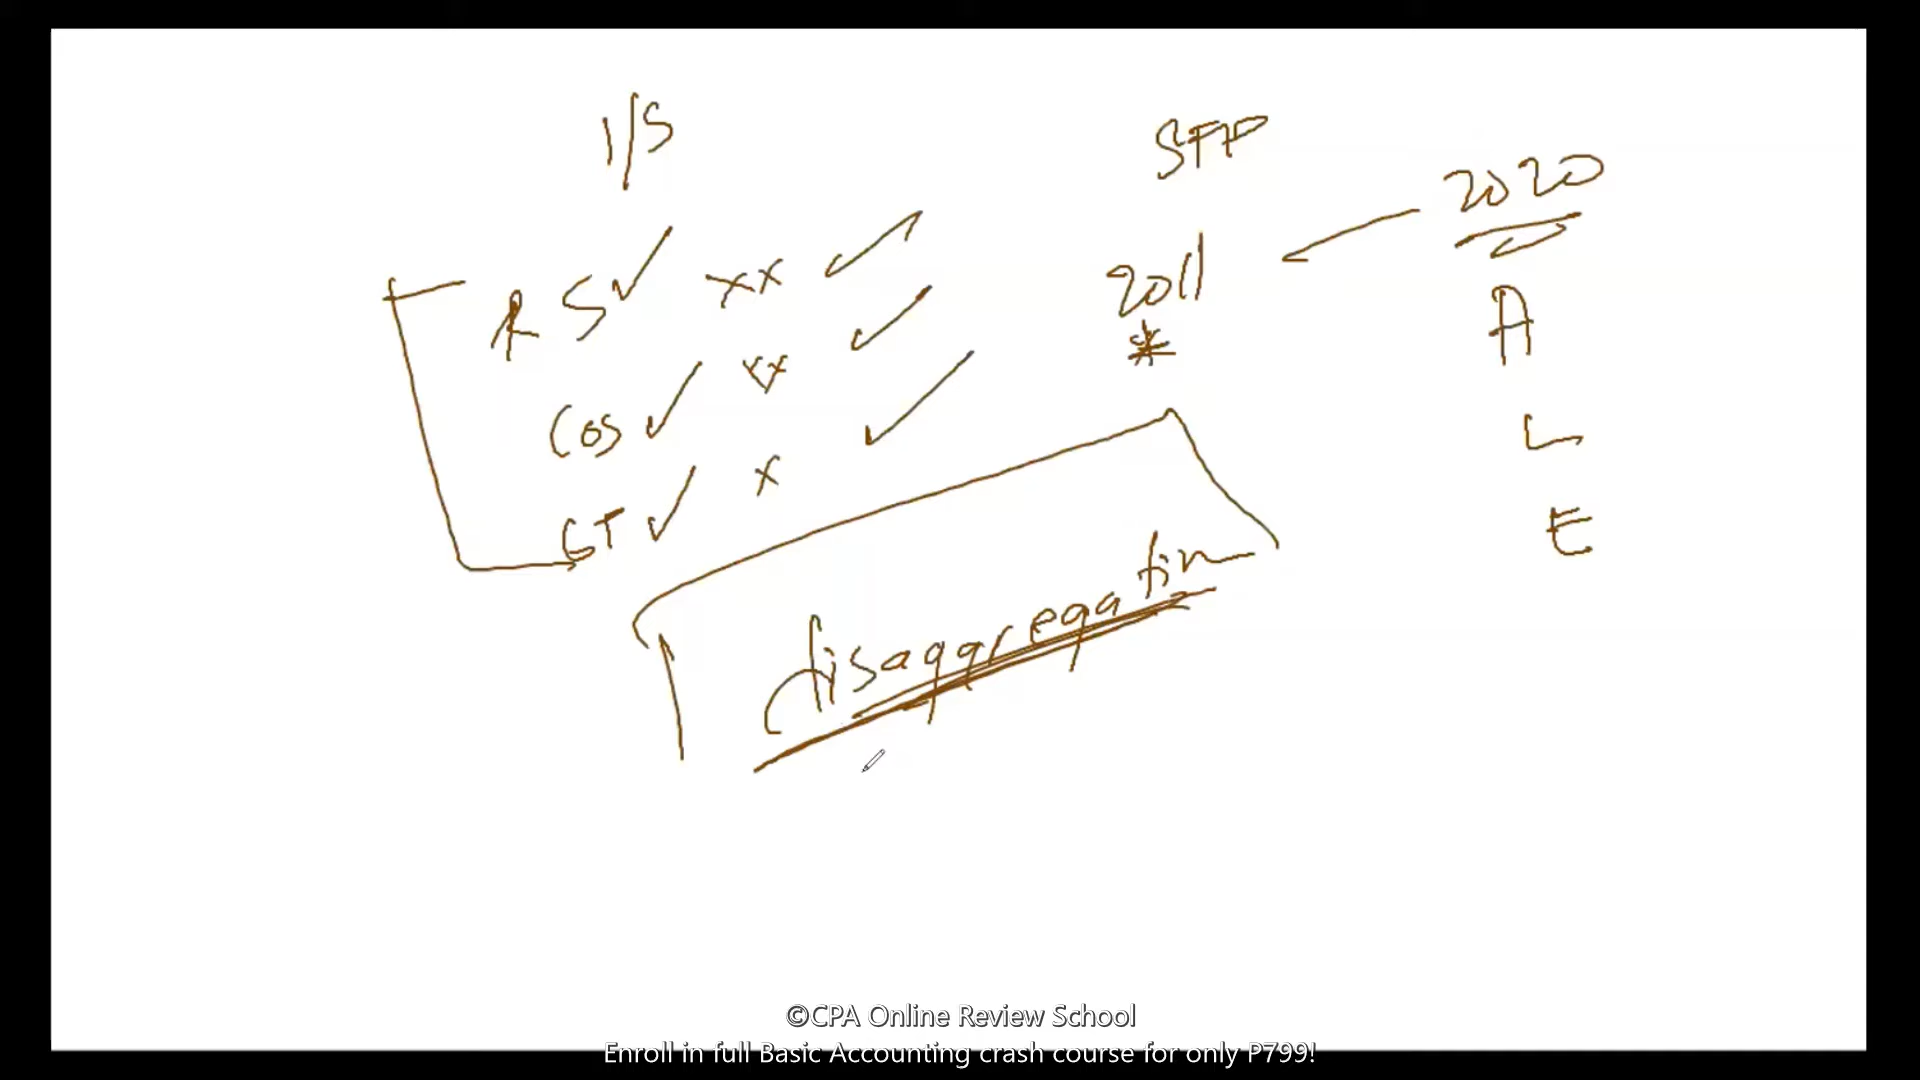 I/S
SFP
2020
S xx
2011
*
A
COS xx
L
GT x
E
disaggregation
©CPA Online Review School
Enroll in full Basic Accounting crash course for only P799!